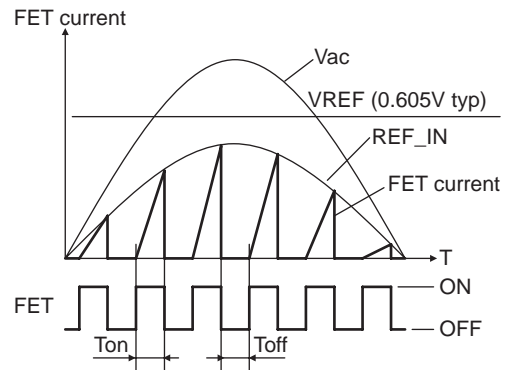 FET current
Vac
VREF (0.605V typ)
REF_IN
FET current
T
ON
FET
OFF
Ton
Toff